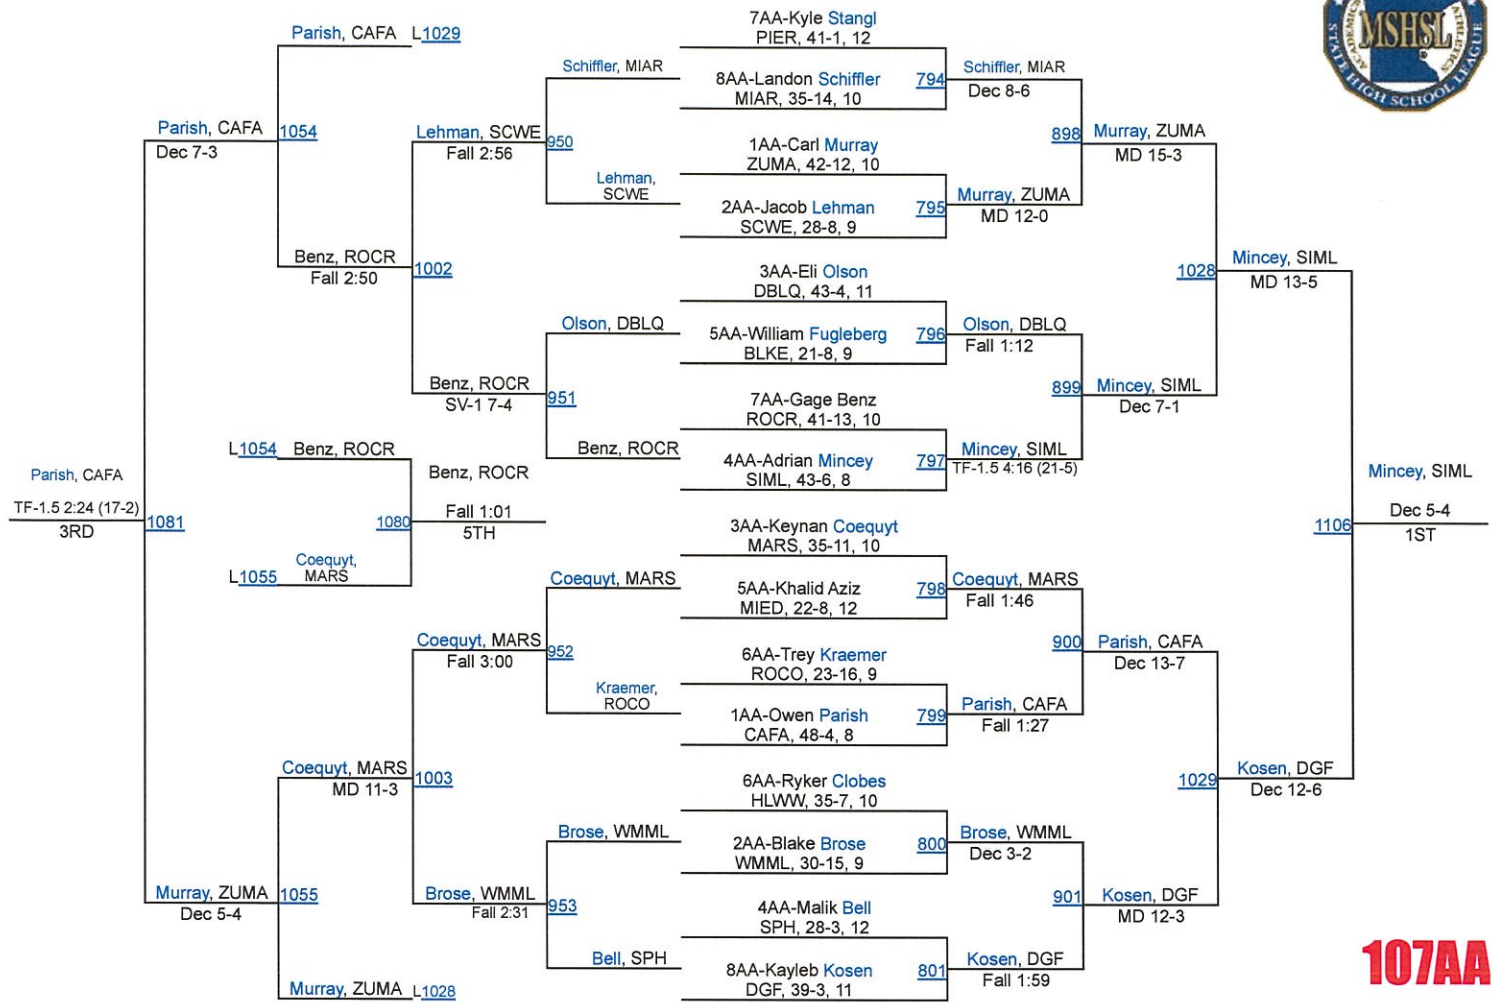 Parish, CAFA L1029
Parish, CAFA
Dec 7-3
1054
Benz, ROCR
Fall 2:50
Lehman, SCWE
Fall 2:56
1002
Benz, ROCR
SV-1 7-4
Schiffler, MIAR
950
Lehman,
SCWE
Olson, DBLQ
951
Benz, ROCR
L1054 Benz, ROCR
Benz, ROCR
1080
Fall 1:01
5TH
L1055
Coequyt,
MARS
Parish, CAFA
TF-1.5 2:24 (17-2)
3RD
1081
Coequyt, MARS
Coequyt, MARS
Fall 3:00
952
Kraemer,
ROCO
Coequyt, MARS
MD 11-3
1003
Brose, WMML
Brose, WMML
Fall 2:31
953
Bell, SPH
Murray, ZUMA
Dec 5-4
1055
Murray, ZUMA L1028
7AA-Kyle Stangl
PIER, 41-1, 12
8AA-Landon Schiffler
MIAR, 35-14, 10
794
1AA-Carl Murray
ZUMA, 42-12, 10
2AA-Jacob Lehman
SCWE, 28-8, 9
795
3AA-Eli Olson
DBLQ, 43-4, 11
5AA-William Fugleberg
BLKE, 21-8, 9
796
7AA-Gage Benz
ROCR, 41-13, 10
4AA-Adrian Mincey
SIML, 43-6, 8
797
3AA-Keynan Coequyt
MARS, 35-11, 10
5AA-Khalid Aziz
MIED, 22-8, 12
798
6AA-Trey Kraemer
ROCO, 23-16, 9
1AA-Owen Parish
CAFA, 48-4, 8
799
6AA-Ryker Clobes
HLWW, 35-7, 10
2AA-Blake Brose
WMML, 30-15, 9
800
4AA-Malik Bell
SPH, 28-3, 12
8AA-Kayleb Kosen
DGF, 39-3, 11
801
Schiffler, MIAR
Dec 8-6
898
Murray, ZUMA
MD 12-0
Olson, DBLQ
Fall 1:12
899
Mincey, SIML
TF-1.5 4:16 (21-5)
Coequyt, MARS
Fall 1:46
900
Parish, CAFA
Fall 1:27
Brose, WMML
Dec 3-2
901
Kosen, DGF
Fall 1:59
Murray, ZUMA
MD 15-3
1028
Mincey, SIML
Dec 7-1
Parish, CAFA
Dec 13-7
1029
Kosen, DGF
MD 12-3
Mincey, SIML
MD 13-5
1106
Kosen, DGF
Dec 12-6
Mincey, SIML
Dec 5-4
1ST
MSHSL
STATE HIGH SCHOOL LEAGUE
107AA